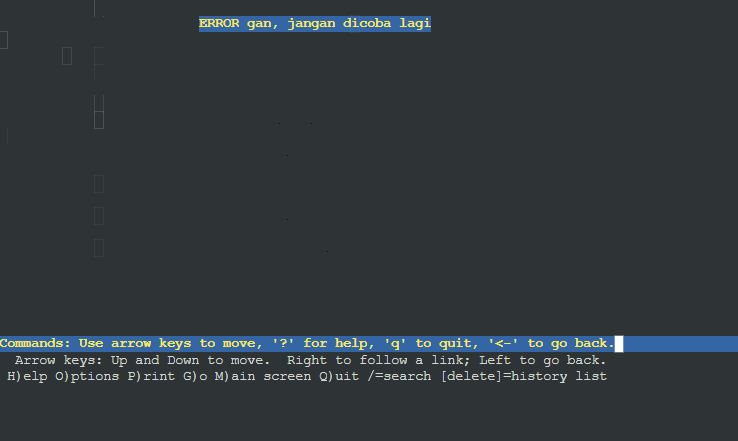 ERROR gan, jangan dicoba lagi
Commands: Use arrow keys to move, '?' for help, 'q' to quit, '<-' to go back.
Arrow keys: Up and Down to move.  Right to follow a link; Left to go back.
H)elp O)ptions P)rint G)o M)ain screen Q)uit /=search [delete]=history list